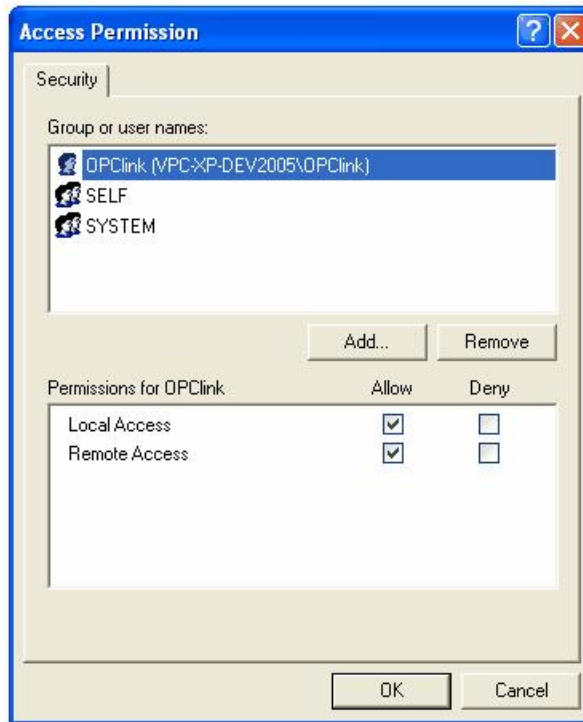 Access Permission
Security
Group or user names:
OPClink (VPC-XP-DEV2005\OPClink)
SELF
SYSTEM
Add... Remove
Permissions for OPClink Allow Deny
Local Access
Remote Access
OK Cancel